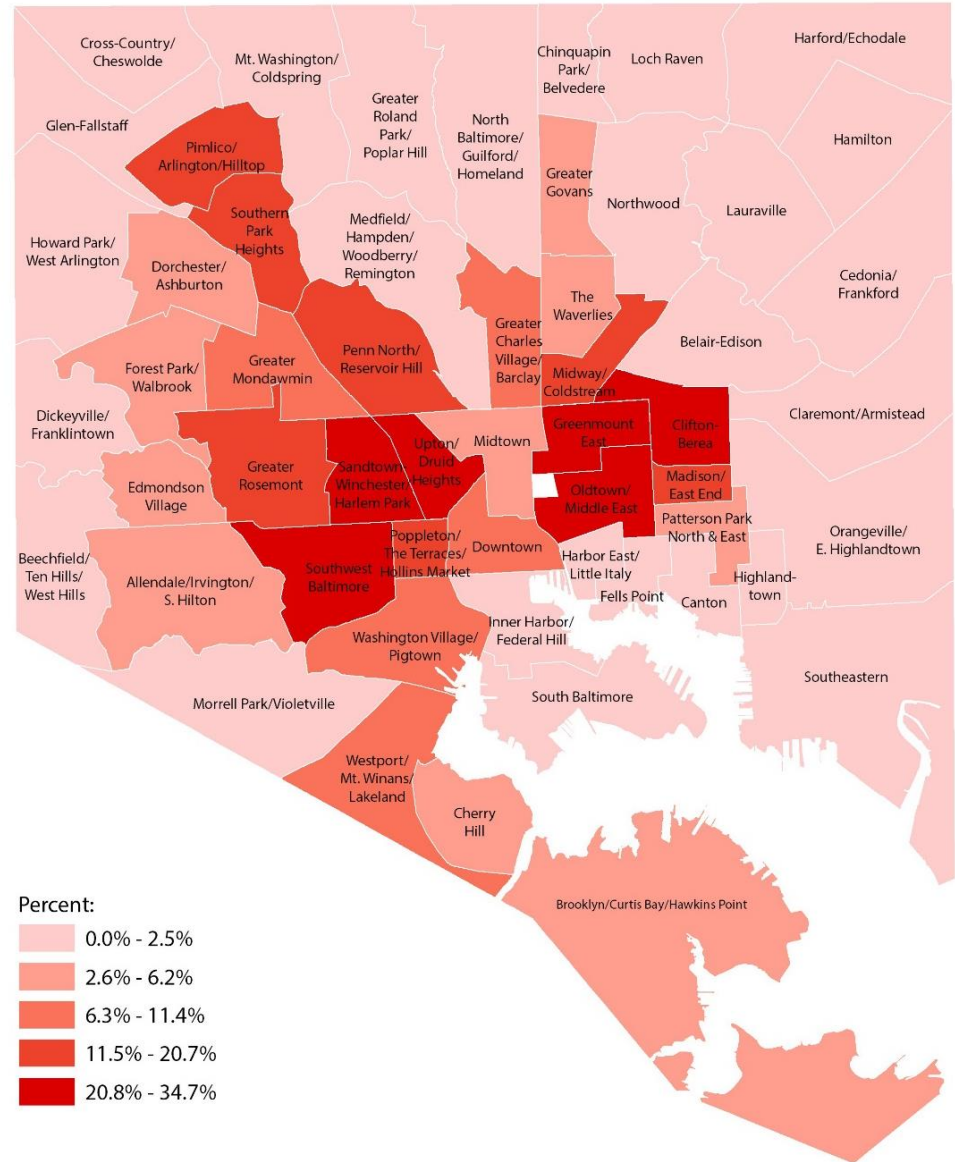 Cross-Country/
Cheswolde
Mt. Washington/
Coldspring
Greater
Roland
Park/
Poplar Hill
North
Baltimore/
Guilford/
Homeland
Chinquapin
Park/
Belvedere
Loch Raven
Harford/Echodale
Glen-Fallstaff
Pimlico/
Arlington/Hilltop
Hamilton
Greater
Govans
Northwood
Lauraville
Southern
Park
Heights
Medfield/
Hampden/
Woodberry/
Remington
Howard Park/
West Arlington
Dorchester/
Ashburton
Cedonia/
Frankford
The
Waverlies
Greater
Charles
Village/
Barclay
Belair-Edison
Penn North/
Reservoir Hill
Greater
Mondawmin
Forest Park/
Walbrook
Midway/
Coldstream
Dickeyville/
Franklintown
Claremont/Armistead
Greenmount
East
Clifton-
Berea
Midtown
Upton/
Druid
Heights
Sandtown-
Winchester/
Harlem Park
Greater
Rosemont
Edmondson
Village
Madison/
East End
Oldtown/
Middle East
Patterson Park
North & East
Orangeville/
E. Highlandtown
Poppleton/
The Terraces/
Hollins Market
Downtown
Harbor East/
Little Italy
Beechfield/
Ten Hills/
West Hills
Allendale/Irvington/
S. Hilton
Southwest
Baltimore
Highland-
town
Fells Point
Canton
Inner Harbor/
Federal Hill
Washington Village/
Pigtown
Southeastern
Morrell Park/Violetville
South Baltimore
Westport/
Mt. Winans/
Lakeland
Cherry
Hill
Brooklyn/Curtis Bay/Hawkins Point
Percent:
0.0% - 2.5%
2.6% - 6.2%
6.3% - 11.4%
11.5% - 20.7%
20.8% - 34.7%